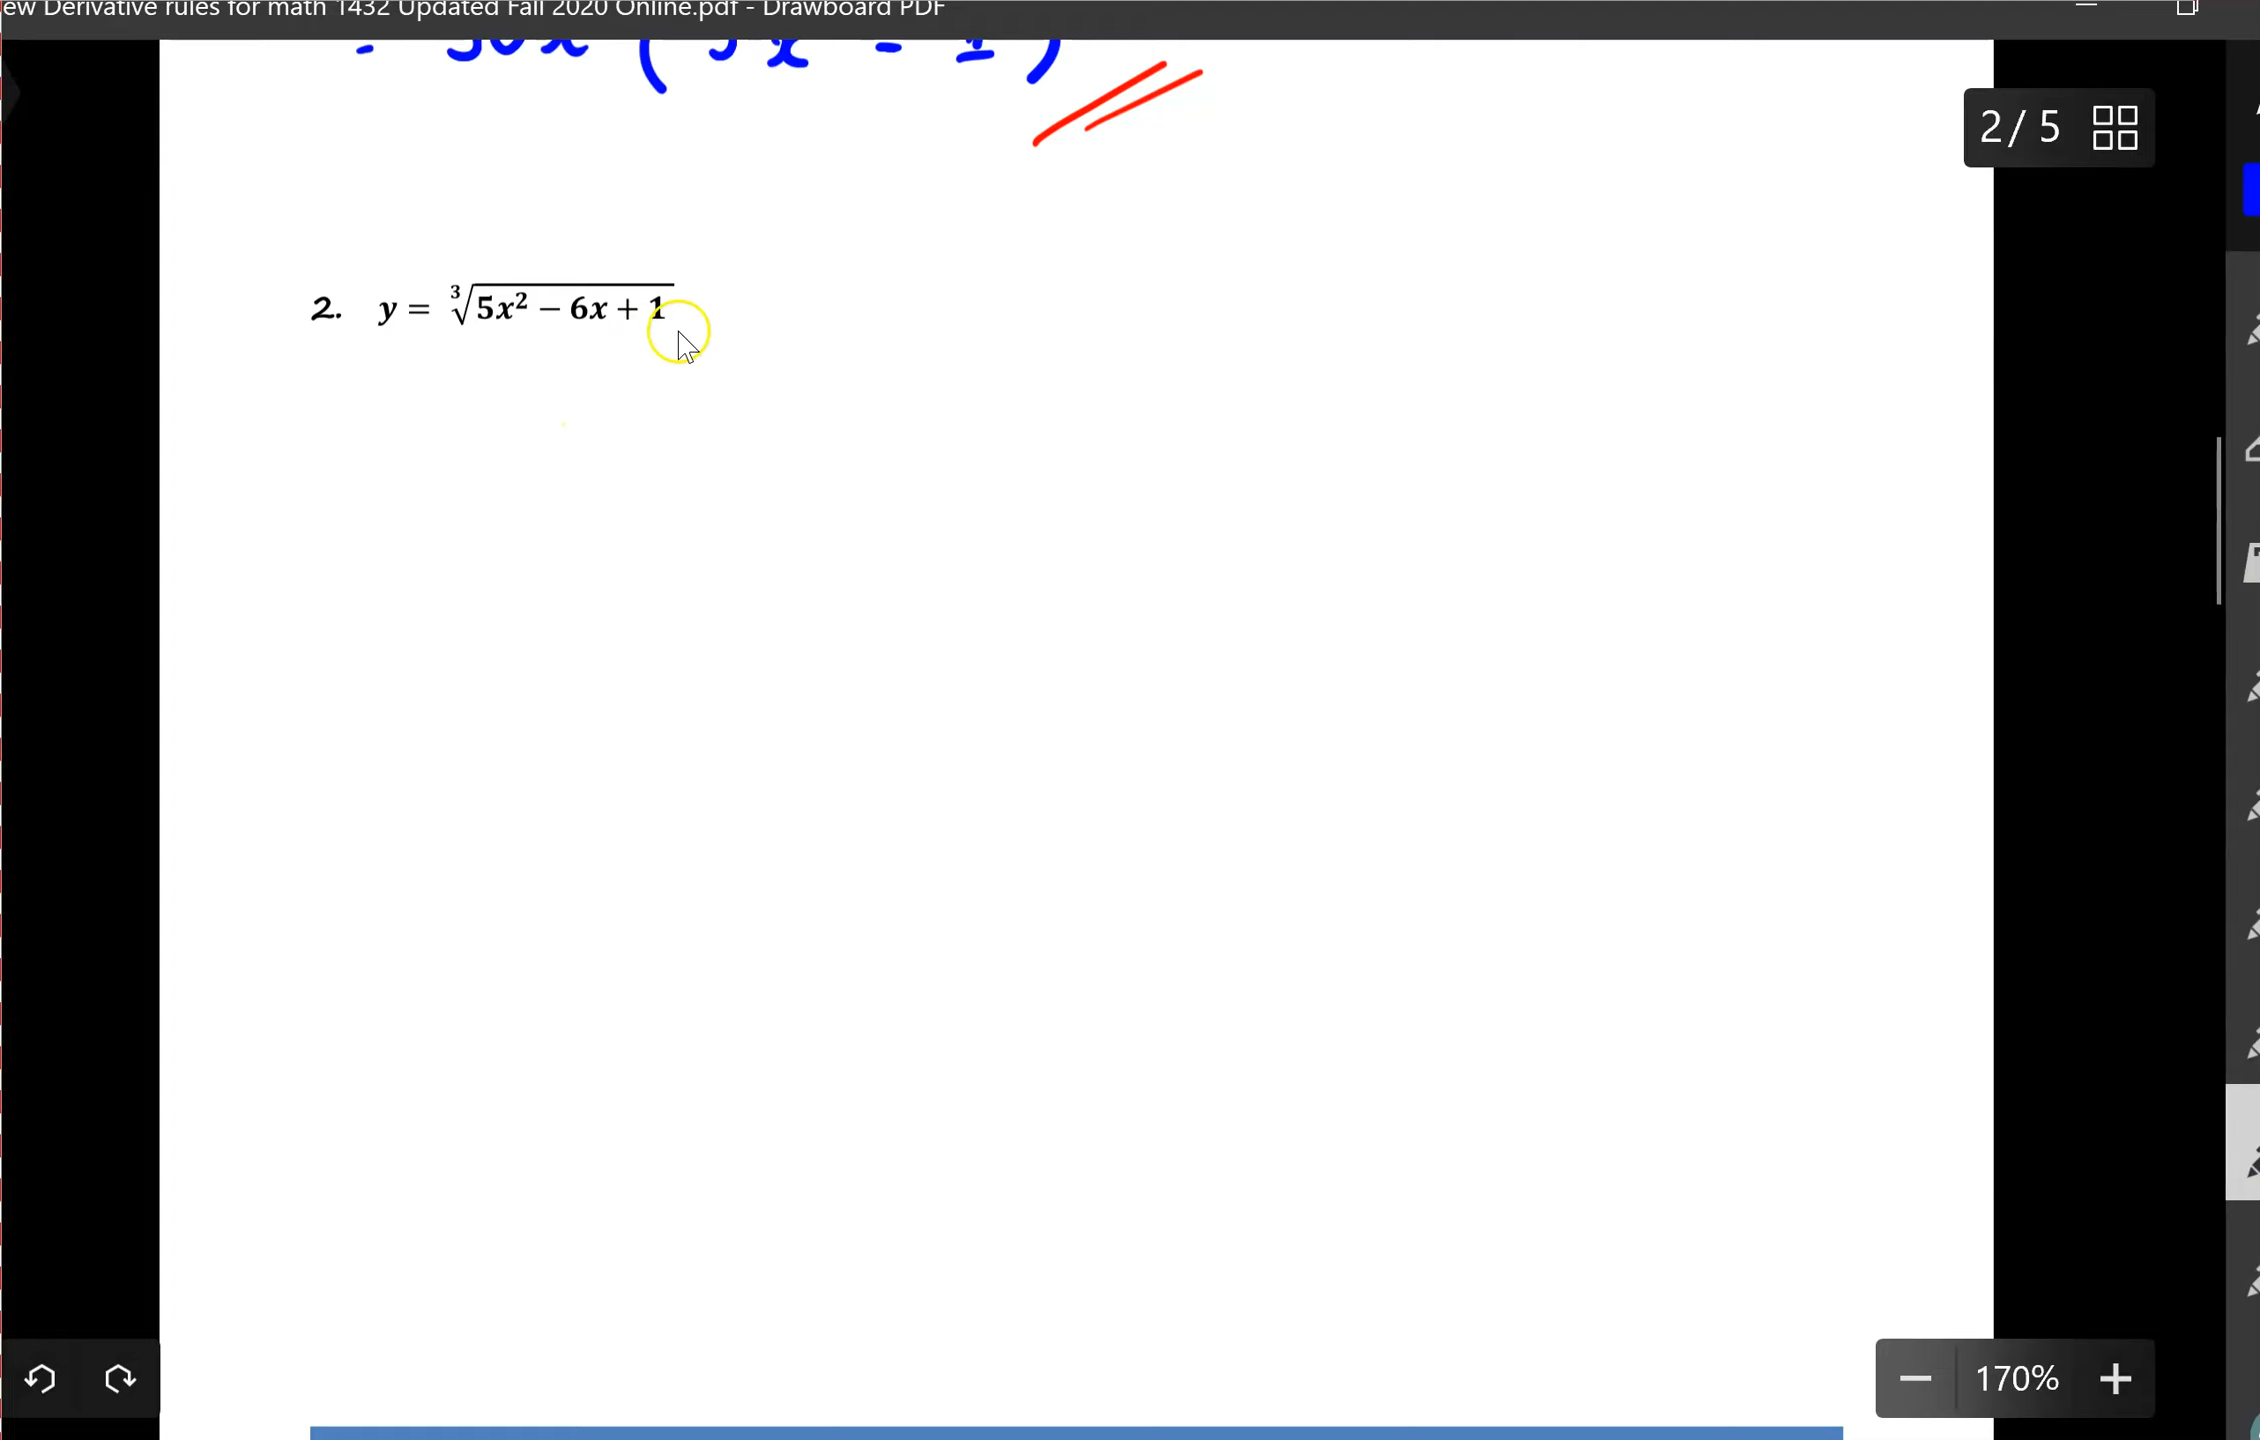 ew Derivative rules for math 1432 Updated Fall 2020 Online.pdf - Drawboard PDF
2 / 5
2. y = ∛5x² − 6x + 1
170%